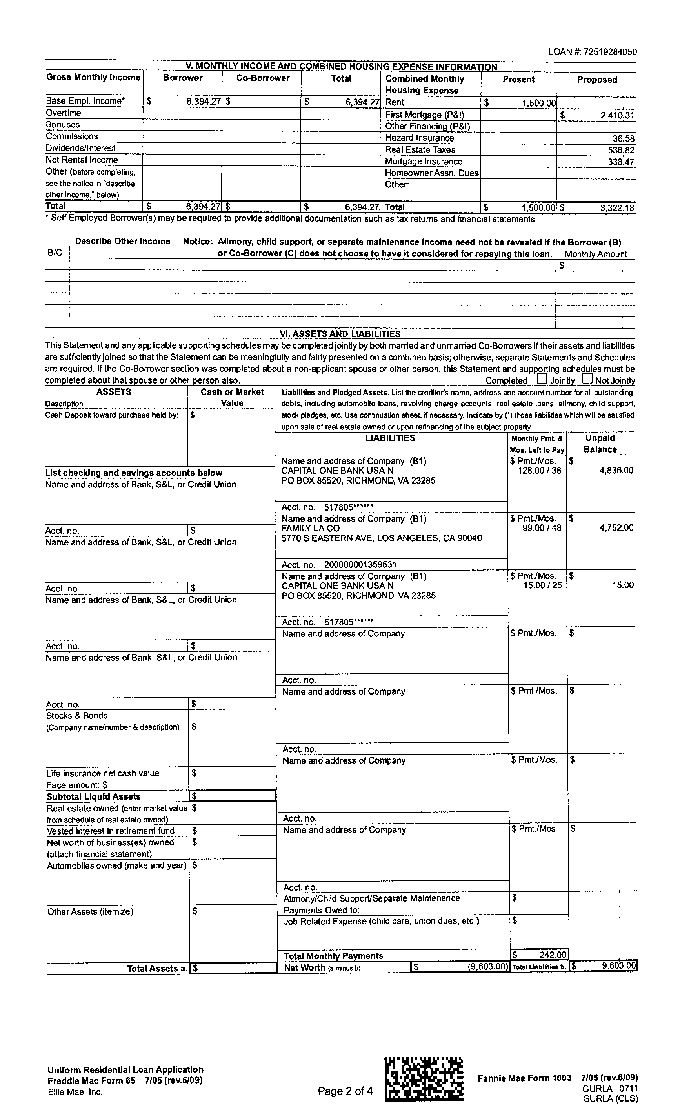 LOAN #: 72519284050
V. MONTHLY INCOME AND COMBINED HOUSING EXPENSE INFORMATION
Gross Monthly Income Borrower Co-Borrower Total Combined Monthly Housing Expense Present Proposed
Base Empl. Income* $ 6,394.27 $ $ 6,394.27 Rent $ 1,500.00
Overtime First Mortgage (P&I) $ 2,410.31
Bonuses Other Financing (P&I)
Commissions Hazard Insurance 36.58
Dividends/Interest Real Estate Taxes 536.82
Net Rental Income Mortgage Insurance 338.47
Other (before completing, Homeowner Assn. Dues
see the notice in "describe Other:
other income," below)
Total $ 6,394.27 $ $ 6,394.27 Total $ 1,500.00 $ 3,322.18
* Self Employed Borrower(s) may be required to provide additional documentation such as tax returns and financial statements.
Describe Other Income Notice: Alimony, child support, or separate maintenance income need not be revealed if the Borrower (B)
B/C or Co-Borrower (C) does not choose to have it considered for repaying this loan. Monthly Amount
$
VI. ASSETS AND LIABILITIES
This Statement and any applicable supporting schedules may be completed jointly by both married and unmarried Co-Borrowers if their assets and liabilities
are sufficiently joined so that the Statement can be meaningfully and fairly presented on a combined basis; otherwise, separate Statements and Schedules
are required. If the Co-Borrower section was completed about a non-applicant spouse or other person, this Statement and supporting schedules must be
completed about that spouse or other person also. Completed Jointly Not Jointly
ASSETS Cash or Market Value
Description
Cash Deposit toward purchase held by: $
Liabilities and Pledged Assets. List the creditor's name, address and account number for all outstanding
debts, including automobile loans, revolving charge accounts, real estate loans, alimony, child support,
stock pledges, etc. Use continuation sheet, if necessary. Indicate by (*) those liabilities which will be satisfied
upon sale of real estate owned or upon refinancing of the subject property.
LIABILITIES Monthly Pmt. & Mos. Left to Pay Unpaid Balance
Name and address of Company (B1) $ Pmt./Mos. $
CAPITAL ONE BANK USA N 128.00 / 38 4,836.00
PO BOX 85520, RICHMOND, VA 23285
List checking and savings accounts below
Name and address of Bank, S&L, or Credit Union
Acct. no. 517805******
Name and address of Company (B1) $ Pmt./Mos. $
Acct. no. $ FAMILY LA CO 99.00 / 48 4,752.00
Name and address of Bank, S&L, or Credit Union 5770 S EASTERN AVE, LOS ANGELES, CA 90040
Acct. no.
Name and address of Company (B1) $ Pmt./Mos. $
Acct. no. $ CAPITAL ONE BANK USA N 15.00 / 25 15.00
Name and address of Bank, S&L, or Credit Union PO BOX 85520, RICHMOND, VA 23285
Acct. no. 517805******
Name and address of Company $ Pmt./Mos. $
Acct. no. $
Name and address of Bank, S&L, or Credit Union
Acct. no.
Name and address of Company $ Pmt./Mos. $
Acct. no. $
Stocks & Bonds
(Company name/number & description) $
Acct. no.
Name and address of Company $ Pmt./Mos. $
Life insurance net cash value $
Face amount: $
Subtotal Liquid Assets $
Real estate owned (enter market value $
from schedule of real estate owned) Acct. no.
Vested interest in retirement fund $ Name and address of Company $ Pmt./Mos. $
Net worth of business(es) owned $
(attach financial statement)
Automobiles owned (make and year) $
Acct. no.
Alimony/Child Support/Separate Maintenance $
Other Assets (itemize) $ Payments Owed to:
Job Related Expense (child care, union dues, etc.) $
Total Monthly Payments $ 242.00
Total Assets a. $ Net Worth (a minus b) $ (9,603.00) Total Liabilities b. $ 9,603.00
Uniform Residential Loan Application
Freddie Mac Form 65 7/05 (rev.6/09)
Ellie Mae, Inc.
Page 2 of 4
Fannie Mae Form 1003 7/05 (rev.6/09)
GURLA 0711
GURLA (CLS)